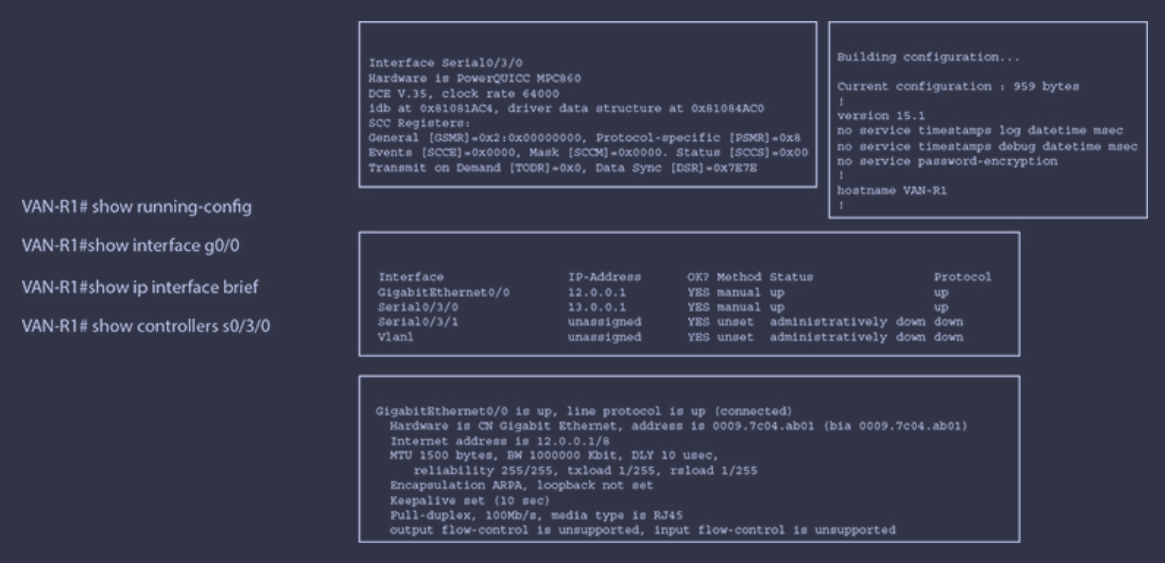 Interface Serial0/3/0
Hardware is PowerQUICC MPC860
DCE V.35, clock rate 64000
idb at 0x81081AC4, driver data structure at 0x81084AC0
SCC Registers:
General [GSMR]=0x2:0x00000000, Protocol-specific [PSMR]=0x8
Events [SCCE]=0x0000, Mask [SCCM]=0x0000. Status [SCCS]=0x00
Transmit on Demand [TODR]=0x0, Data Sync [DSR]=0x7E7E
Building configuration...
Current configuration : 959 bytes
!
version 15.1
no service timestamps log datetime msec
no service timestamps debug datetime msec
no service password-encryption
!
hostname VAN-R1
!
VAN-R1# show running-config
VAN-R1#show interface g0/0
VAN-R1#show ip interface brief
VAN-R1# show controllers s0/3/0
Interface IP-Address OK? Method Status Protocol
GigabitEthernet0/0 12.0.0.1 YES manual up up
Serial0/3/0 13.0.0.1 YES manual up up
Serial0/3/1 unassigned YES unset administratively down down
Vlan1 unassigned YES unset administratively down down
GigabitEthernet0/0 is up, line protocol is up (connected)
Hardware is CN Gigabit Ethernet, address is 0009.7c04.ab01 (bia 0009.7c04.ab01)
Internet address is 12.0.0.1/8
MTU 1500 bytes, BW 1000000 Kbit, DLY 10 usec,
reliability 255/255, txload 1/255, rsload 1/255
Encapsulation ARPA, loopback not set
Keepalive set (10 sec)
Full-duplex, 100Mb/s, media type is RJ45
output flow-control is unsupported, input flow-control is unsupported